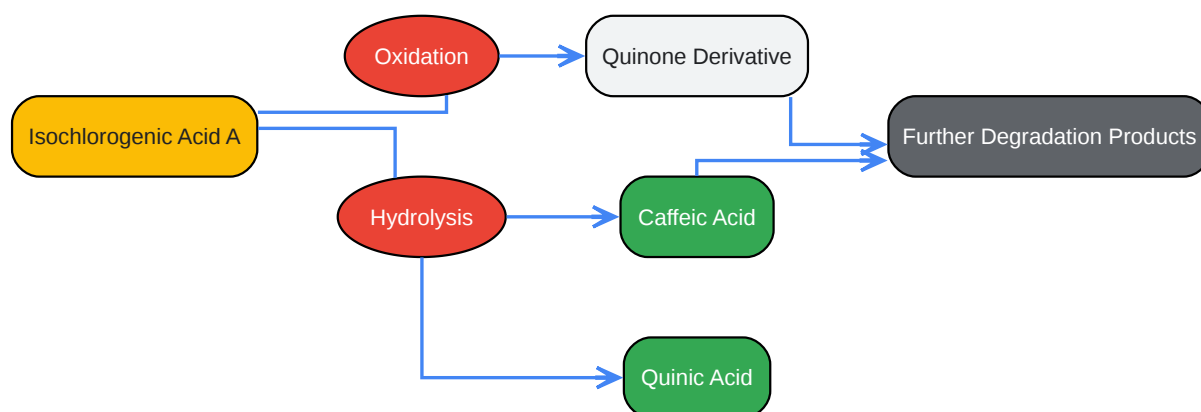 Oxidation
Quinone Derivative
Isochlorogenic Acid A
Further Degradation Products
Hydrolysis
Caffeic Acid
Quinic Acid